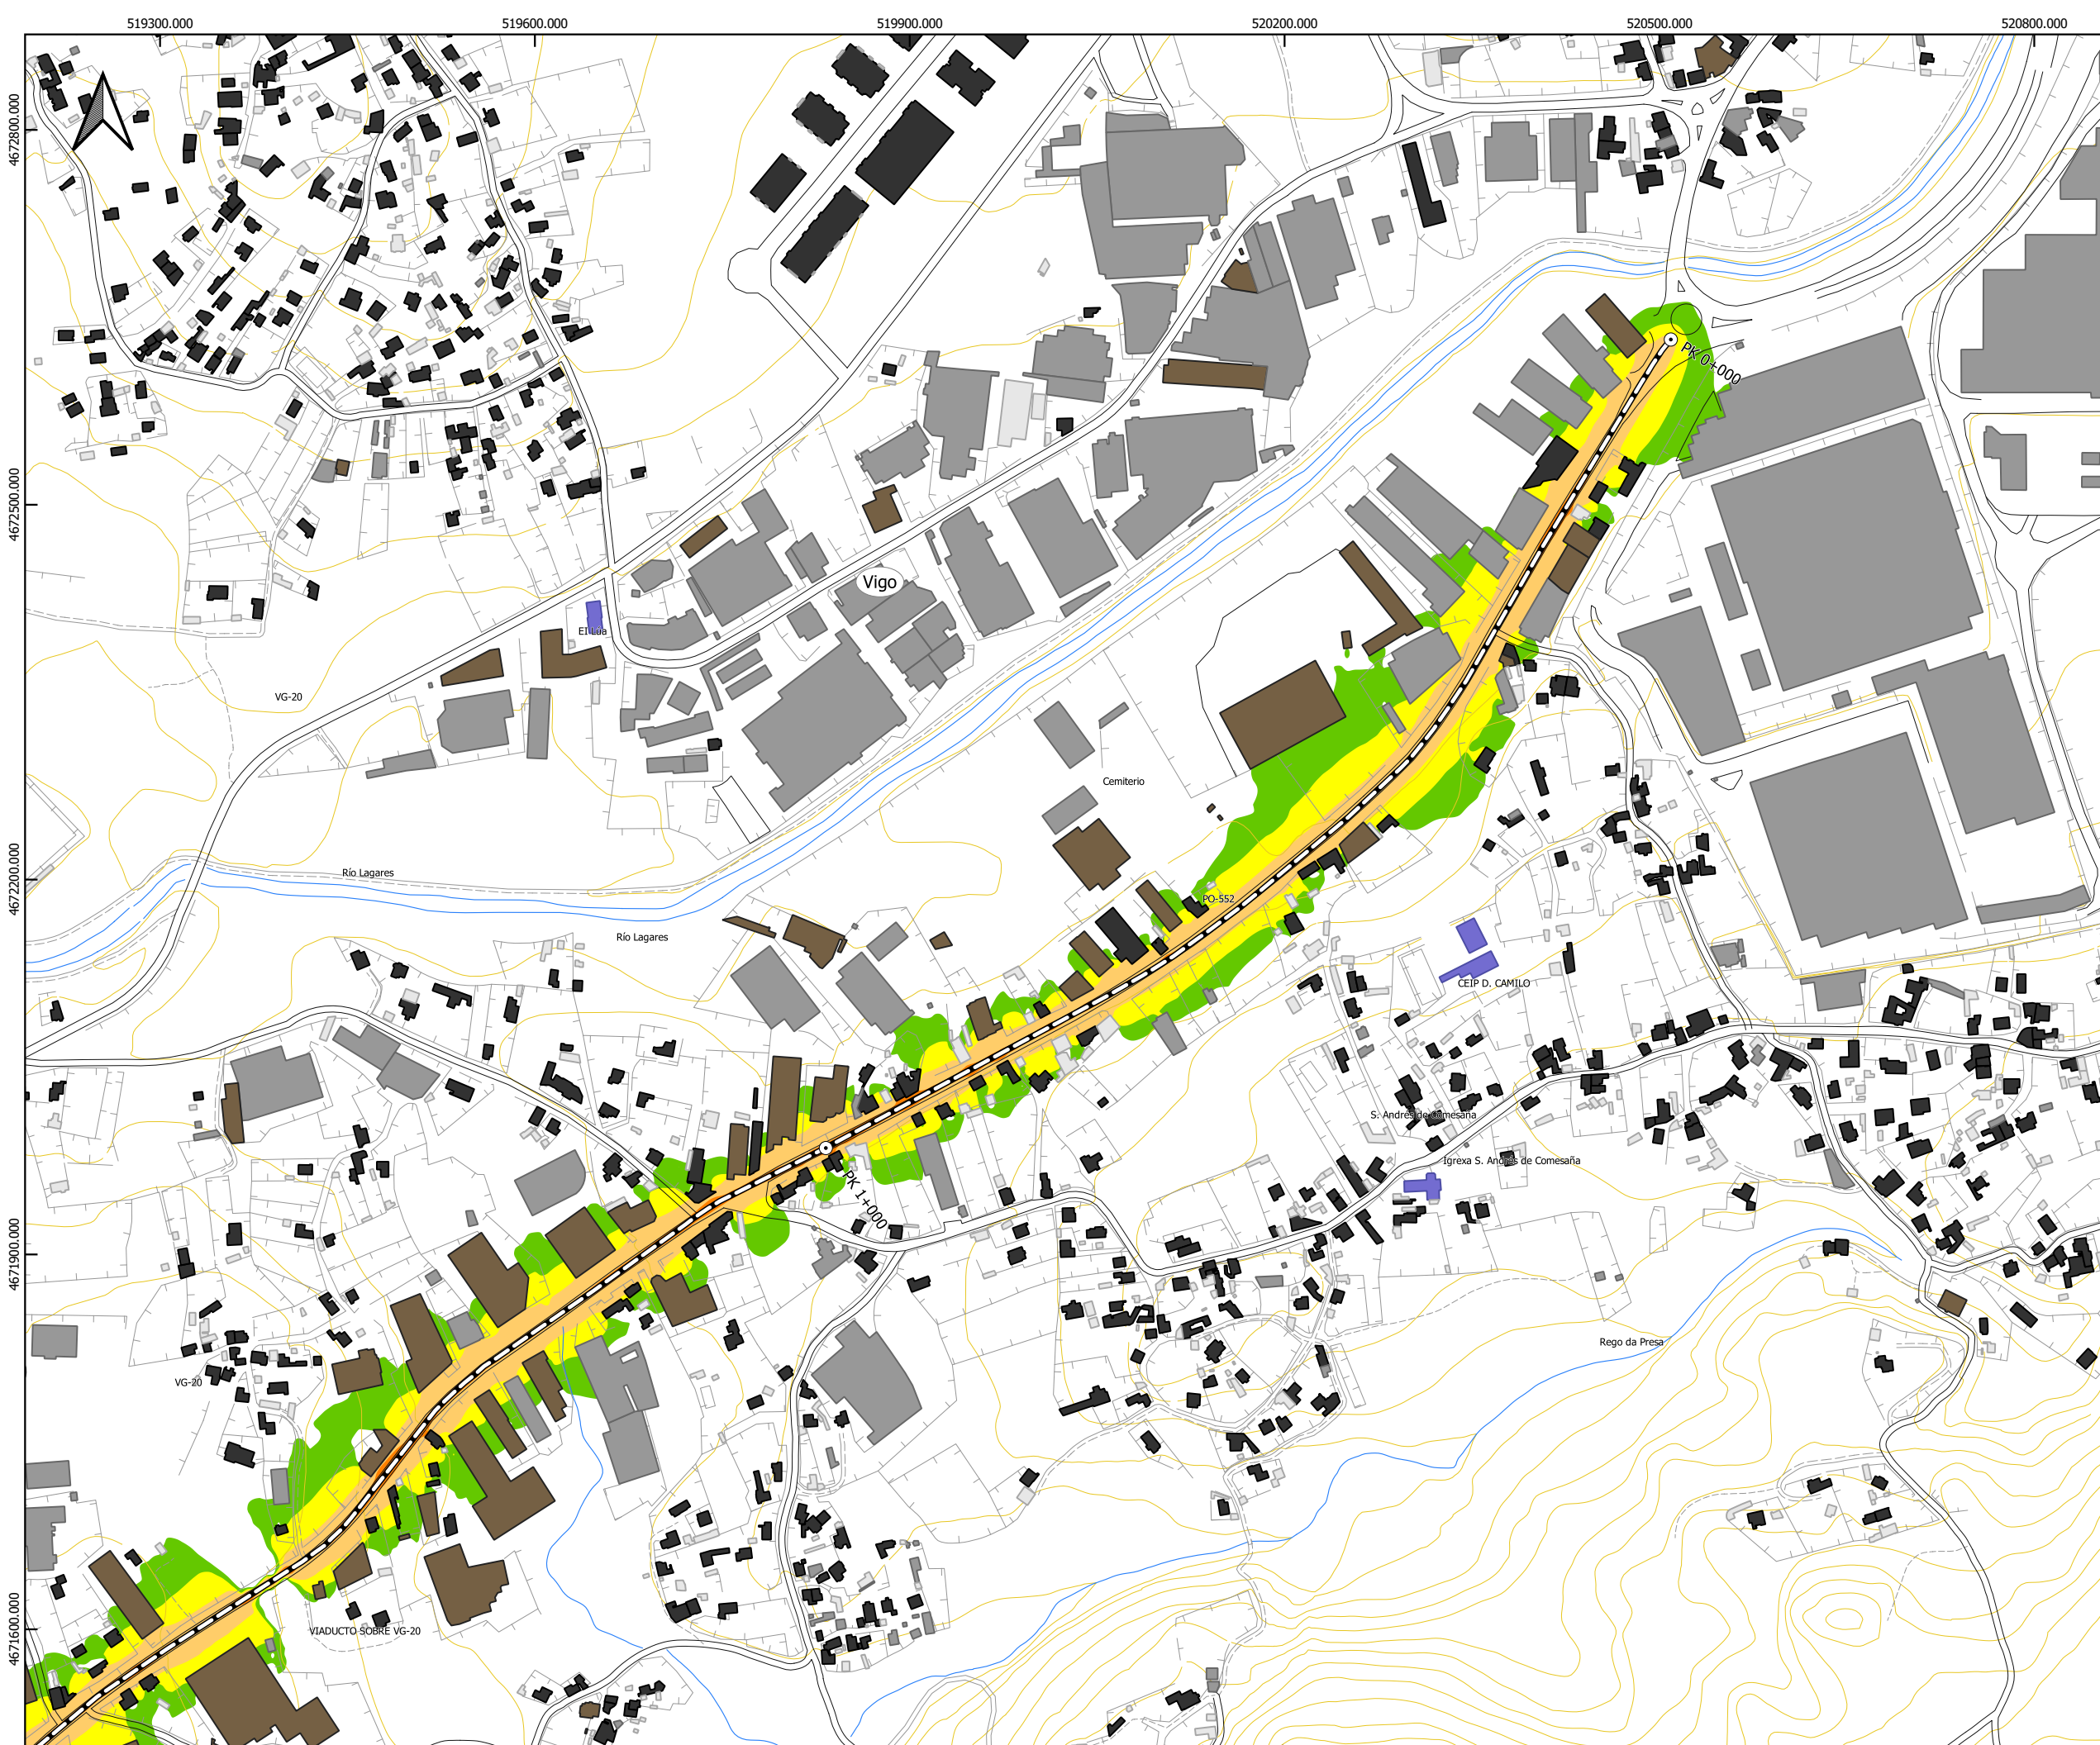 519300.000
519600.000
519900.000
520200.000
520500.000
520800.000
4672800.000
4672500.000
4672200.000
4671900.000
4671600.000
PK 0+000
Vigo
EI Lúa
VG-20
Cemiterio
Río Lagares
PO-552
Río Lagares
CEIP D. CAMILO
S. Andrés de Comesaña
Igrexa S. Andrés de Comesaña
PK 1+000
Rego da Presa
VG-20
VIADUCTO SOBRE VG-20